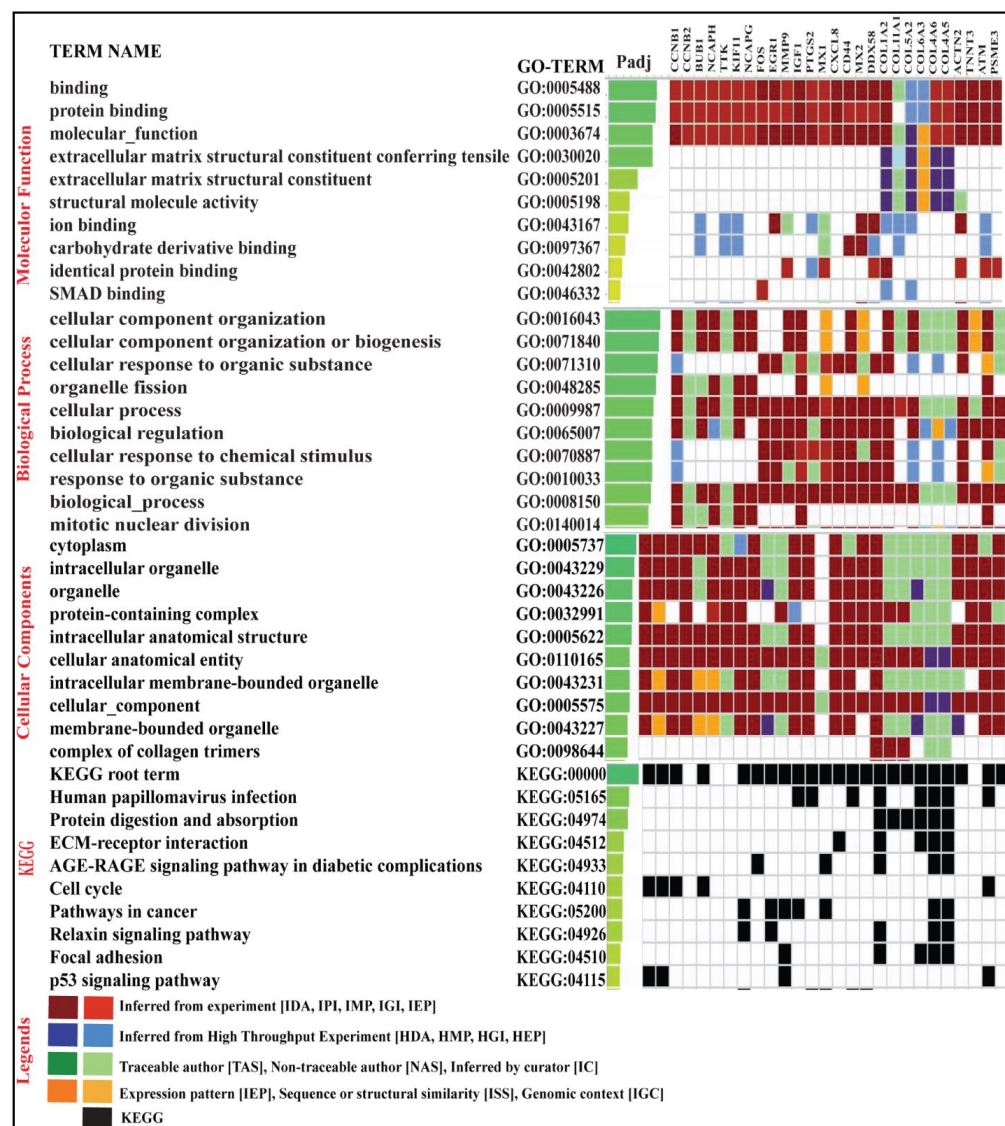 TERM NAME
GO-TERM
Padj
CCNB1
CCNB2
BUB1
NCAPH
TTK
KIF11
NCAPG
FOS
EGR1
MMP9
IGF1
PTGS2
MX1
CXCL8
CD44
MX2
DDX58
COL1A2
COL11A1
COL5A2
COL6A3
COL4A6
COL4A5
ACTN2
TNNT3
ATM
PSME3
Moleculor Function
binding GO:0005488
protein binding GO:0005515
molecular_function GO:0003674
extracellular matrix structural constituent conferring tensile GO:0030020
extracellular matrix structural constituent GO:0005201
structural molecule activity GO:0005198
ion binding GO:0043167
carbohydrate derivative binding GO:0097367
identical protein binding GO:0042802
SMAD binding GO:0046332
Biological Process
cellular component organization GO:0016043
cellular component organization or biogenesis GO:0071840
cellular response to organic substance GO:0071310
organelle fission GO:0048285
cellular process GO:0009987
biological regulation GO:0065007
cellular response to chemical stimulus GO:0070887
response to organic substance GO:0010033
biological_process GO:0008150
mitotic nuclear division GO:0140014
Cellular Components
cytoplasm GO:0005737
intracellular organelle GO:0043229
organelle GO:0043226
protein-containing complex GO:0032991
intracellular anatomical structure GO:0005622
cellular anatomical entity GO:0110165
intracellular membrane-bounded organelle GO:0043231
cellular_component GO:0005575
membrane-bounded organelle GO:0043227
complex of collagen trimers GO:0098644
KEGG
KEGG root term KEGG:00000
Human papillomavirus infection KEGG:05165
Protein digestion and absorption KEGG:04974
ECM-receptor interaction KEGG:04512
AGE-RAGE signaling pathway in diabetic complications KEGG:04933
Cell cycle KEGG:04110
Pathways in cancer KEGG:05200
Relaxin signaling pathway KEGG:04926
Focal adhesion KEGG:04510
p53 signaling pathway KEGG:04115
Legends
Inferred from experiment [IDA, IPI, IMP, IGI, IEP]
Inferred from High Throughput Experiment [HDA, HMP, HGI, HEP]
Traceable author [TAS], Non-traceable author [NAS], Inferred by curator [IC]
Expression pattern [IEP], Sequence or structural similarity [ISS], Genomic context [IGC]
KEGG